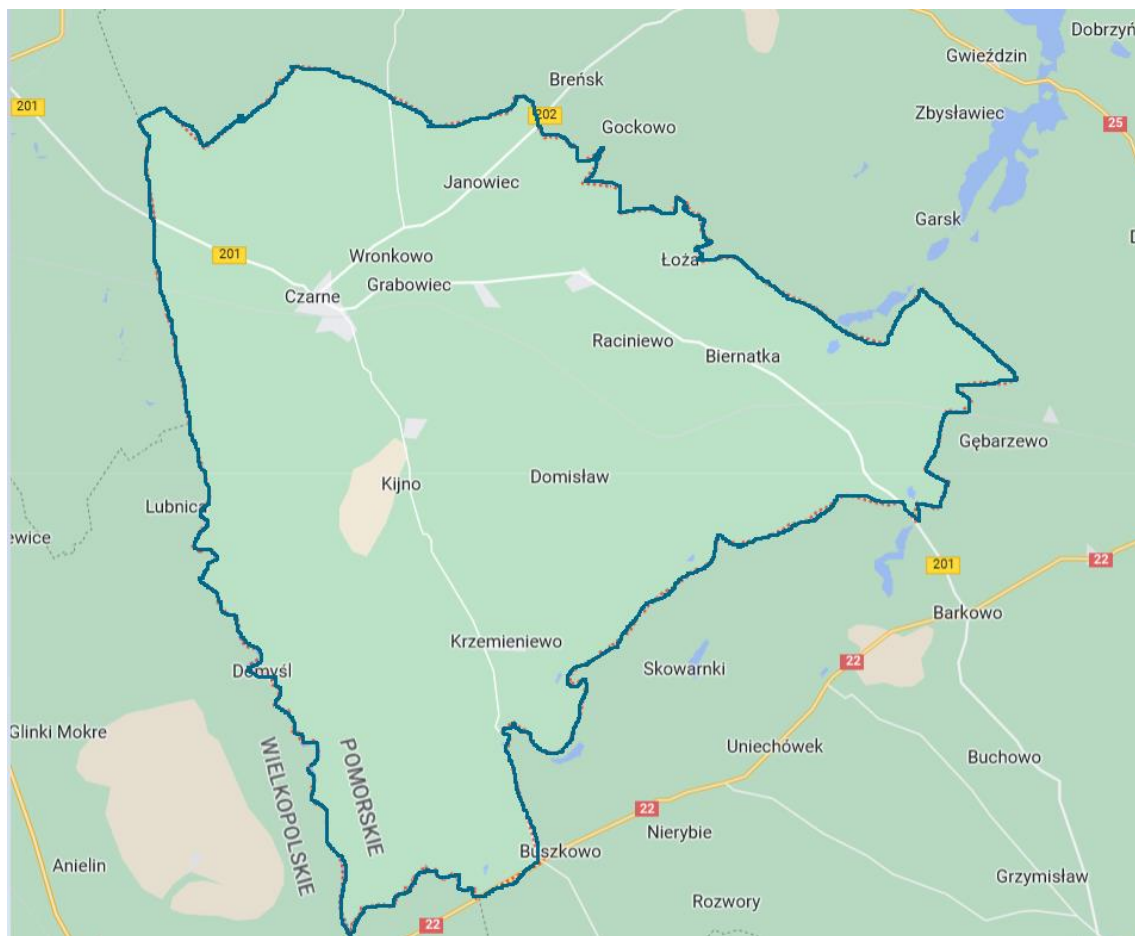 Dobrzyń
Gwieździn
Breńsk
201
202
Zbysławiec
25
Gockowo
Janowiec
Garsk
D
201
Wronkowo
Łoża
Grabowiec
Czarne
Raciniewo
Biernatka
Gębarzewo
Domisław
Kijno
Lubnica
ewice
22
201
Barkowo
Krzemieniewo
22
Skowarnki
Domyśl
Glinki Mokre
WIELKOPOLSKIE
POMORSKIE
Uniechówek
Buchowo
22
Nierybie
Buszkowo
Anielin
Grzymisław
Rozwory
22